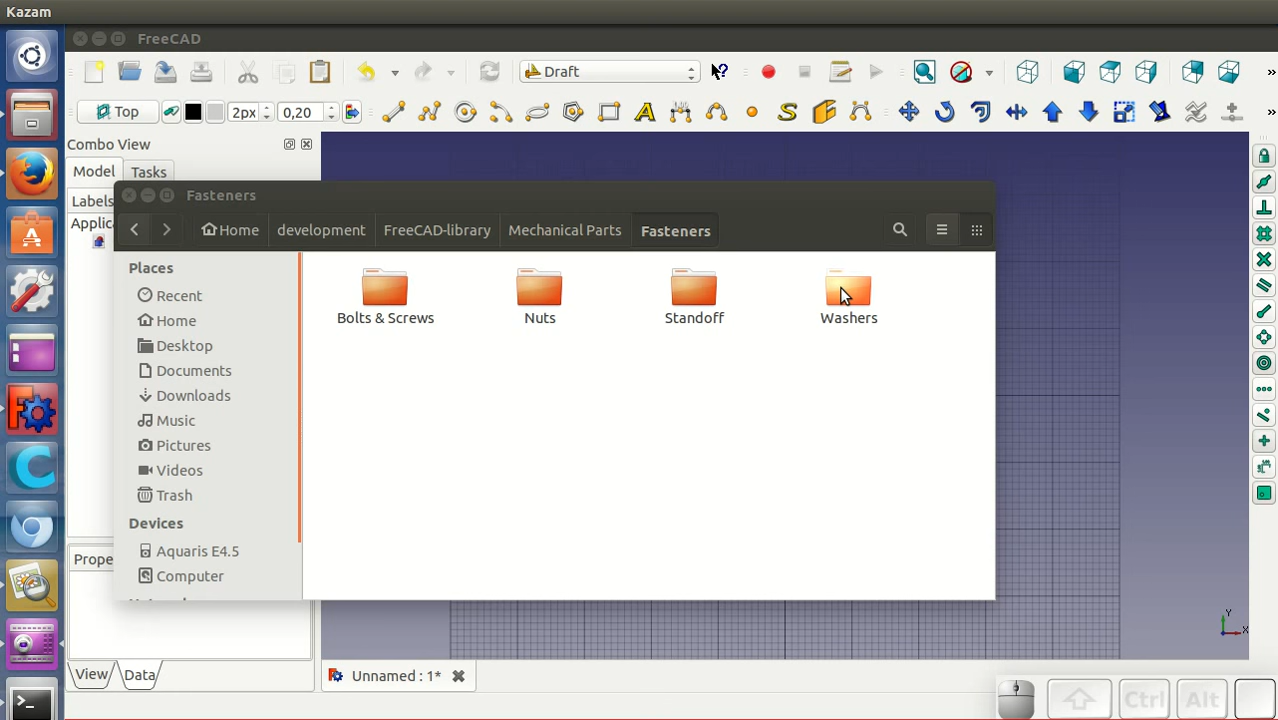 Kazam
FreeCAD
Draft
Top
2px
0,20
Combo View
Model
Tasks
Labels
Applic
Fasteners
Home
development
FreeCAD-library
Mechanical Parts
Fasteners
Places
Recent
Home
Desktop
Documents
Downloads
Music
Pictures
Videos
Trash
Devices
Aquaris E4.5
Computer
Bolts & Screws
Nuts
Standoff
Washers
Prope
View
Data
Unnamed : 1*
Y
X
Ctrl
Alt